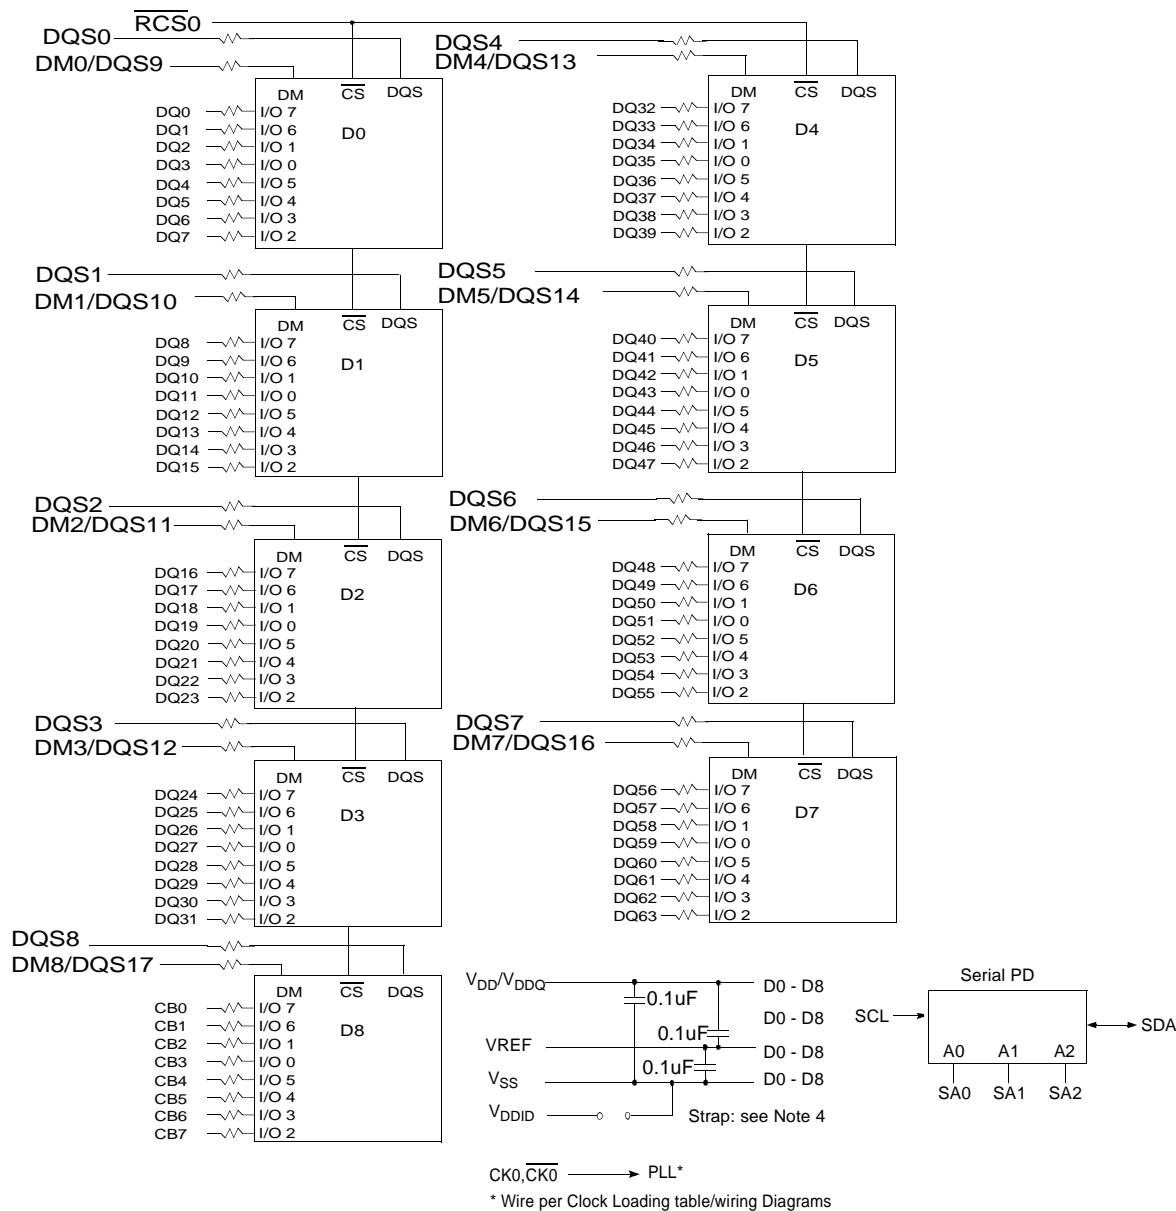 RCS0
DQS0
DM0/DQS9
DM CS DQS
D0
DQ0 I/O 7
DQ1 I/O 6
DQ2 I/O 1
DQ3 I/O 0
DQ4 I/O 5
DQ5 I/O 4
DQ6 I/O 3
DQ7 I/O 2
DQS1
DM1/DQS10
DM CS DQS
D1
DQ8 I/O 7
DQ9 I/O 6
DQ10 I/O 1
DQ11 I/O 0
DQ12 I/O 5
DQ13 I/O 4
DQ14 I/O 3
DQ15 I/O 2
DQS2
DM2/DQS11
DM CS DQS
D2
DQ16 I/O 7
DQ17 I/O 6
DQ18 I/O 1
DQ19 I/O 0
DQ20 I/O 5
DQ21 I/O 4
DQ22 I/O 3
DQ23 I/O 2
DQS3
DM3/DQS12
DM CS DQS
D3
DQ24 I/O 7
DQ25 I/O 6
DQ26 I/O 1
DQ27 I/O 0
DQ28 I/O 5
DQ29 I/O 4
DQ30 I/O 3
DQ31 I/O 2
DQS8
DM8/DQS17
DM CS DQS
D8
CB0 I/O 7
CB1 I/O 6
CB2 I/O 1
CB3 I/O 0
CB4 I/O 5
CB5 I/O 4
CB6 I/O 3
CB7 I/O 2
DQS4
DM4/DQS13
DM CS DQS
D4
DQ32 I/O 7
DQ33 I/O 6
DQ34 I/O 1
DQ35 I/O 0
DQ36 I/O 5
DQ37 I/O 4
DQ38 I/O 3
DQ39 I/O 2
DQS5
DM5/DQS14
DM CS DQS
D5
DQ40 I/O 7
DQ41 I/O 6
DQ42 I/O 1
DQ43 I/O 0
DQ44 I/O 5
DQ45 I/O 4
DQ46 I/O 3
DQ47 I/O 2
DQS6
DM6/DQS15
DM CS DQS
D6
DQ48 I/O 7
DQ49 I/O 6
DQ50 I/O 1
DQ51 I/O 0
DQ52 I/O 5
DQ53 I/O 4
DQ54 I/O 3
DQ55 I/O 2
DQS7
DM7/DQS16
DM CS DQS
D7
DQ56 I/O 7
DQ57 I/O 6
DQ58 I/O 1
DQ59 I/O 0
DQ60 I/O 5
DQ61 I/O 4
DQ62 I/O 3
DQ63 I/O 2
VDD/VDDQ D0 - D8
0.1uF
D0 - D8
0.1uF
VREF D0 - D8
0.1uF
VSS D0 - D8
VDDID Strap: see Note 4
Serial PD
SCL SDA
A0 A1 A2
SA0 SA1 SA2
CK0,CK0 PLL*
* Wire per Clock Loading table/wiring Diagrams